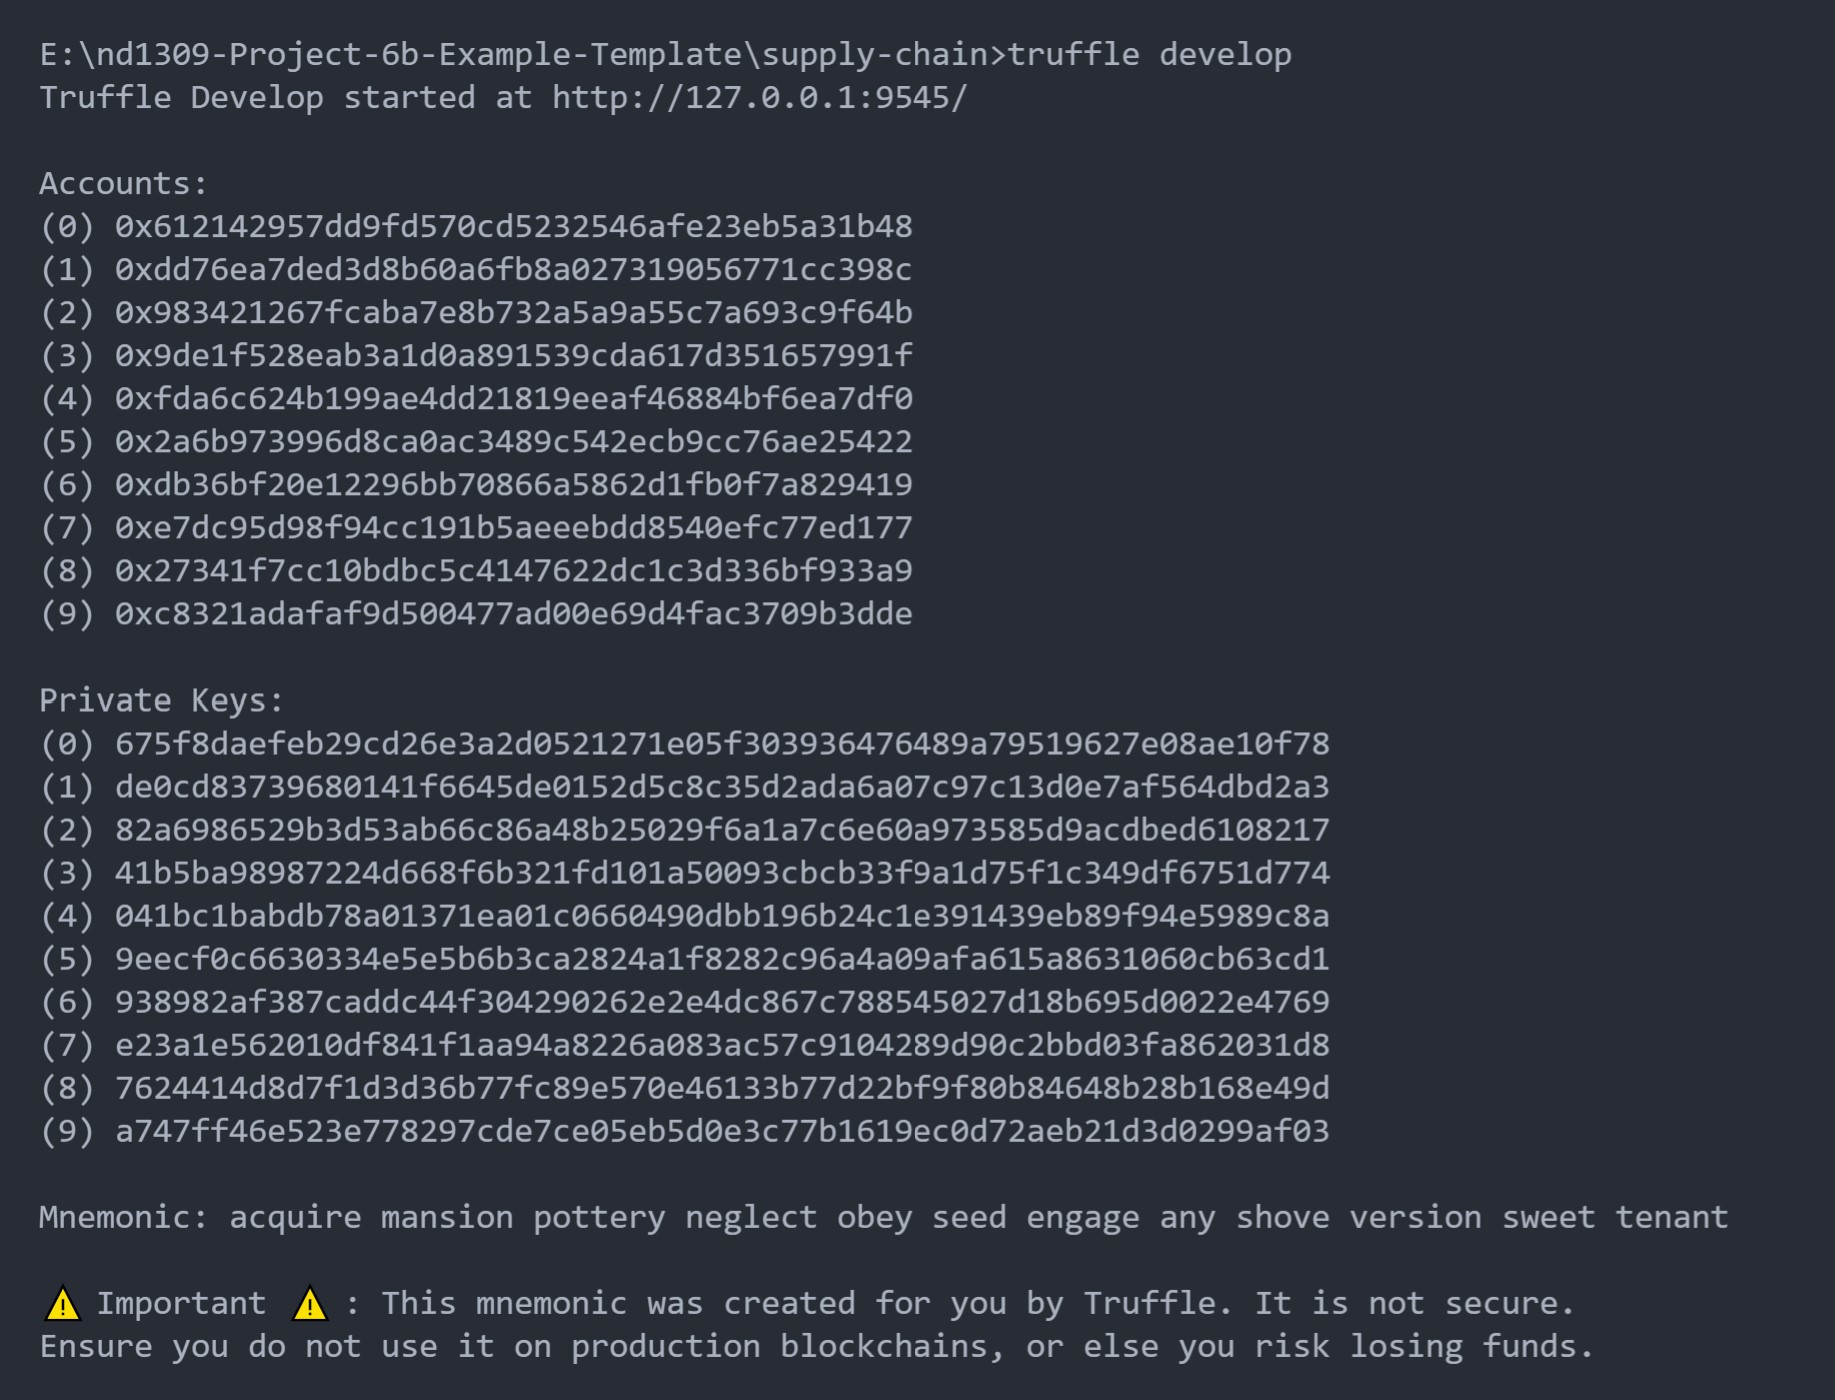 E:\nd1309-Project-6b-Example-Template\supply-chain>truffle develop
Truffle Develop started at http://127.0.0.1:9545/
Accounts:
(0) 0x612142957dd9fd570cd5232546afe23eb5a31b48
(1) 0xdd76ea7ded3d8b60a6fb8a027319056771cc398c
(2) 0x983421267fcaba7e8b732a5a9a55c7a693c9f64b
(3) 0x9de1f528eab3a1d0a891539cda617d351657991f
(4) 0xfda6c624b199ae4dd21819eeaf46884bf6ea7df0
(5) 0x2a6b973996d8ca0ac3489c542ecb9cc76ae25422
(6) 0xdb36bf20e12296bb70866a5862d1fb0f7a829419
(7) 0xe7dc95d98f94cc191b5aeeebdd8540efc77ed177
(8) 0x27341f7cc10bdbc5c4147622dc1c3d336bf933a9
(9) 0xc8321adafaf9d500477ad00e69d4fac3709b3dde
Private Keys:
(0) 675f8daefeb29cd26e3a2d0521271e05f303936476489a79519627e08ae10f78
(1) de0cd83739680141f6645de0152d5c8c35d2ada6a07c97c13d0e7af564dbd2a3
(2) 82a6986529b3d53ab66c86a48b25029f6a1a7c6e60a973585d9acdbed6108217
(3) 41b5ba98987224d668f6b321fd101a50093cbcb33f9a1d75f1c349df6751d774
(4) 041bc1babdb78a01371ea01c0660490dbb196b24c1e391439eb89f94e5989c8a
(5) 9eecf0c6630334e5e5b6b3ca2824a1f8282c96a4a09afa615a8631060cb63cd1
(6) 938982af387caddc44f304290262e2e4dc867c788545027d18b695d0022e4769
(7) e23a1e562010df841f1aa94a8226a083ac57c9104289d90c2bbd03fa862031d8
(8) 7624414d8d7f1d3d36b77fc89e570e46133b77d22bf9f80b84648b28b168e49d
(9) a747ff46e523e778297cde7ce05eb5d0e3c77b1619ec0d72aeb21d3d0299af03
Mnemonic: acquire mansion pottery neglect obey seed engage any shove version sweet tenant
⚠ Important ⚠ : This mnemonic was created for you by Truffle. It is not secure.
Ensure you do not use it on production blockchains, or else you risk losing funds.